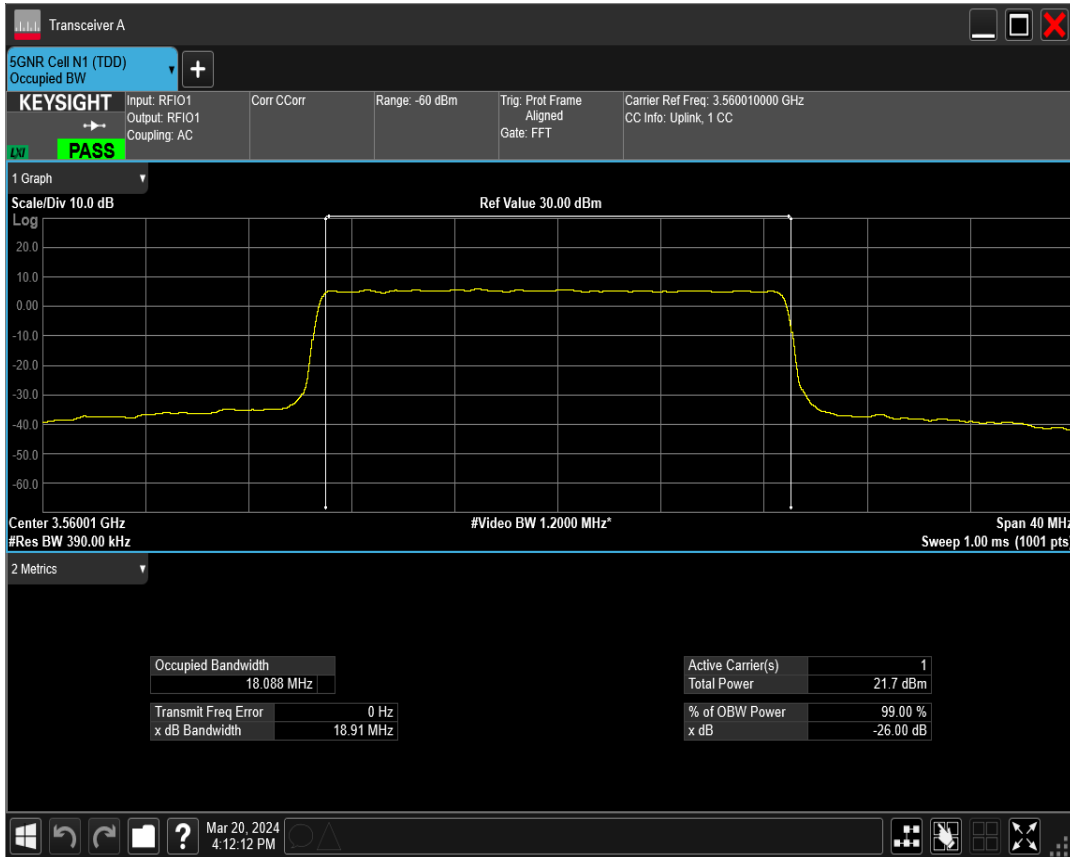 Transceiver A
5GNR Cell N1 (TDD)
Occupied BW
+
KEYSIGHT
LXI
PASS
Input: RFIO1
Output: RFIO1
Coupling: AC
Corr CCorr
Range: -60 dBm
Trig: Prot Frame
Aligned
Gate: FFT
Carrier Ref Freq: 3.560010000 GHz
CC Info: Uplink, 1 CC
1 Graph
Scale/Div 10.0 dB
Ref Value 30.00 dBm
Log
20.0
10.0
0.00
-10.0
-20.0
-30.0
-40.0
-50.0
-60.0
Center 3.56001 GHz
#Video BW 1.2000 MHz*
Span 40 MHz
#Res BW 390.00 kHz
Sweep 1.00 ms (1001 pts)
2 Metrics
Occupied Bandwidth
18.088 MHz
Transmit Freq Error 0 Hz
x dB Bandwidth 18.91 MHz
Active Carrier(s) 1
Total Power 21.7 dBm
% of OBW Power 99.00 %
x dB -26.00 dB
?
Mar 20, 2024
4:12:12 PM